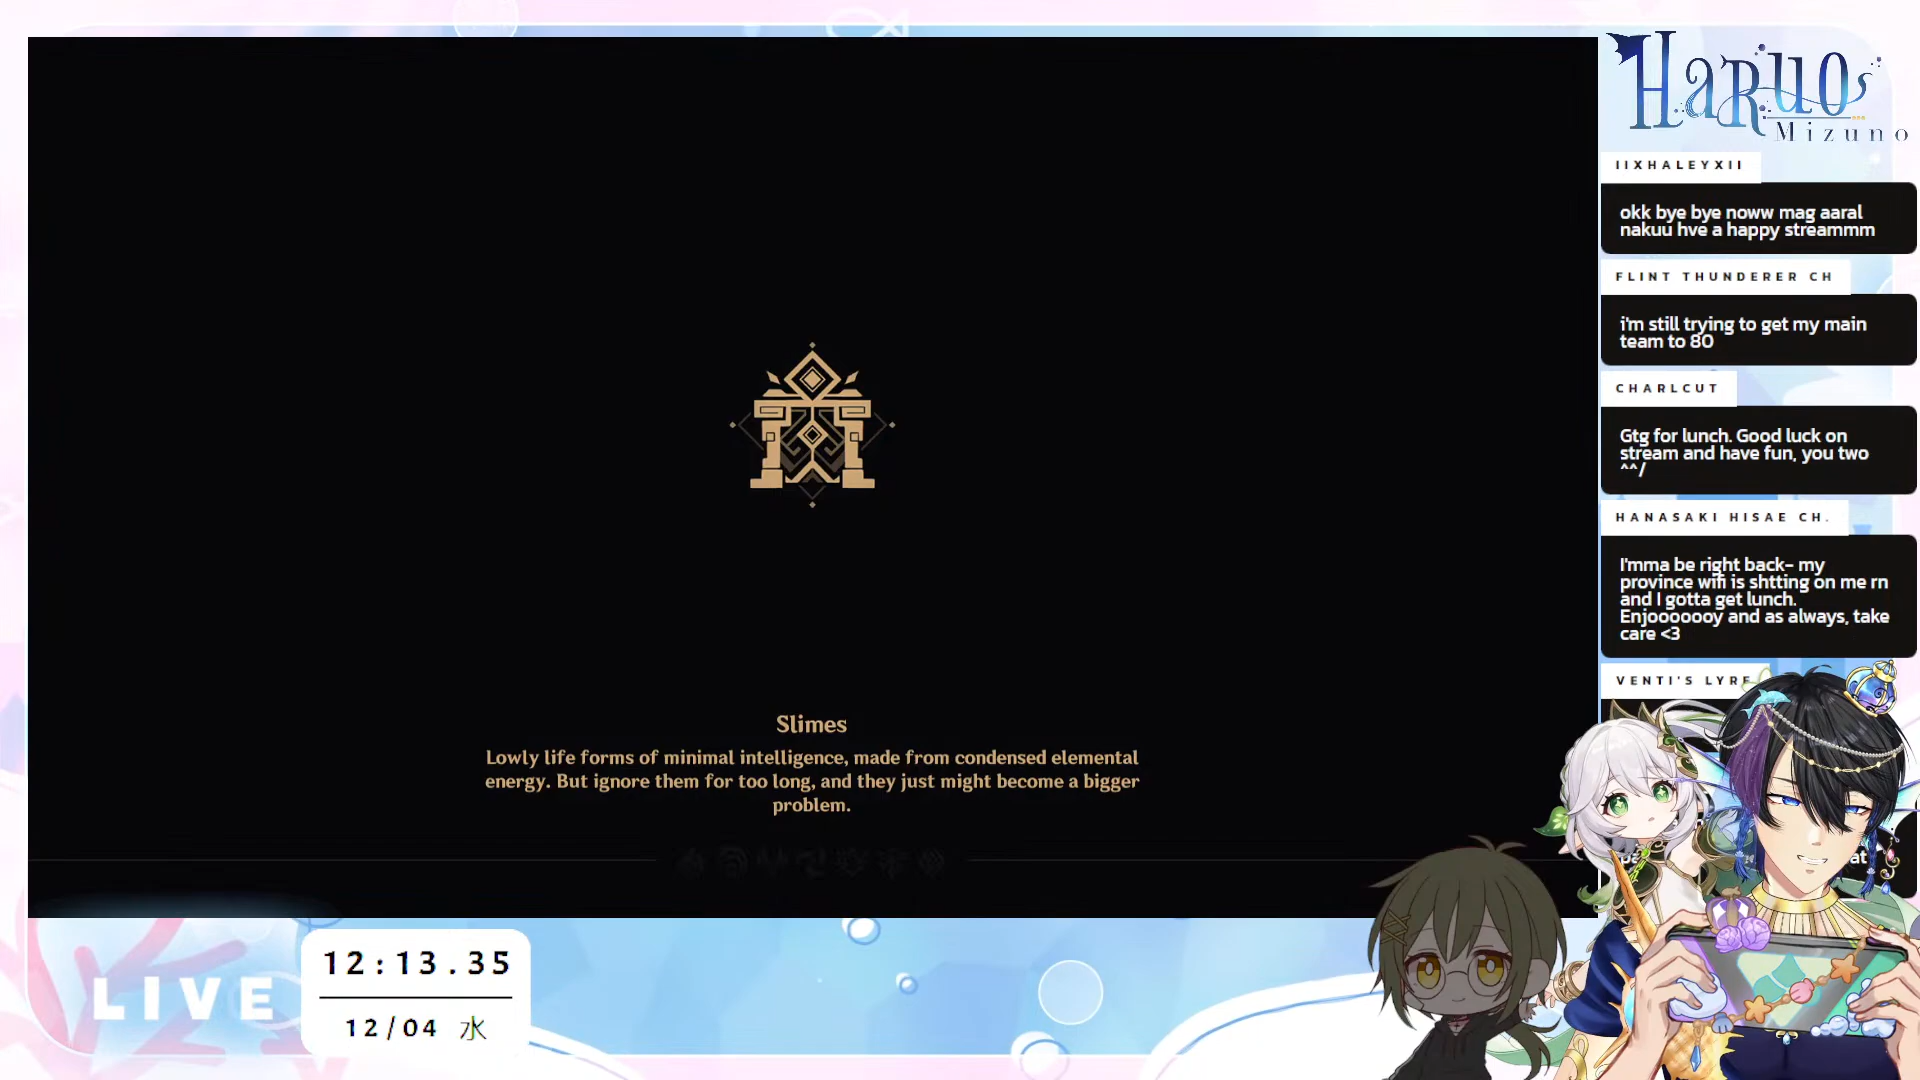 Haruo
Mizuno
IIXHALEYXII
okk bye bye noww mag aaral
nakuu hve a happy streammm
FLINT THUNDERER CH
i'm still trying to get my main
team to 80
CHARLCUT
Gtg for lunch. Good luck on
stream and have fun, you two
^^/
HANASAKI HISAE CH.
I'mma be right back- my
province wifi is shtting on me rn
and I gotta get lunch.
Enjooooooy and as always, take
care <3
VENTI'S LYRE
Slimes
Lowly life forms of minimal intelligence, made from condensed elemental
energy. But ignore them for too long, and they just might become a bigger
problem.
LIVE
12:13.35
12/04 水